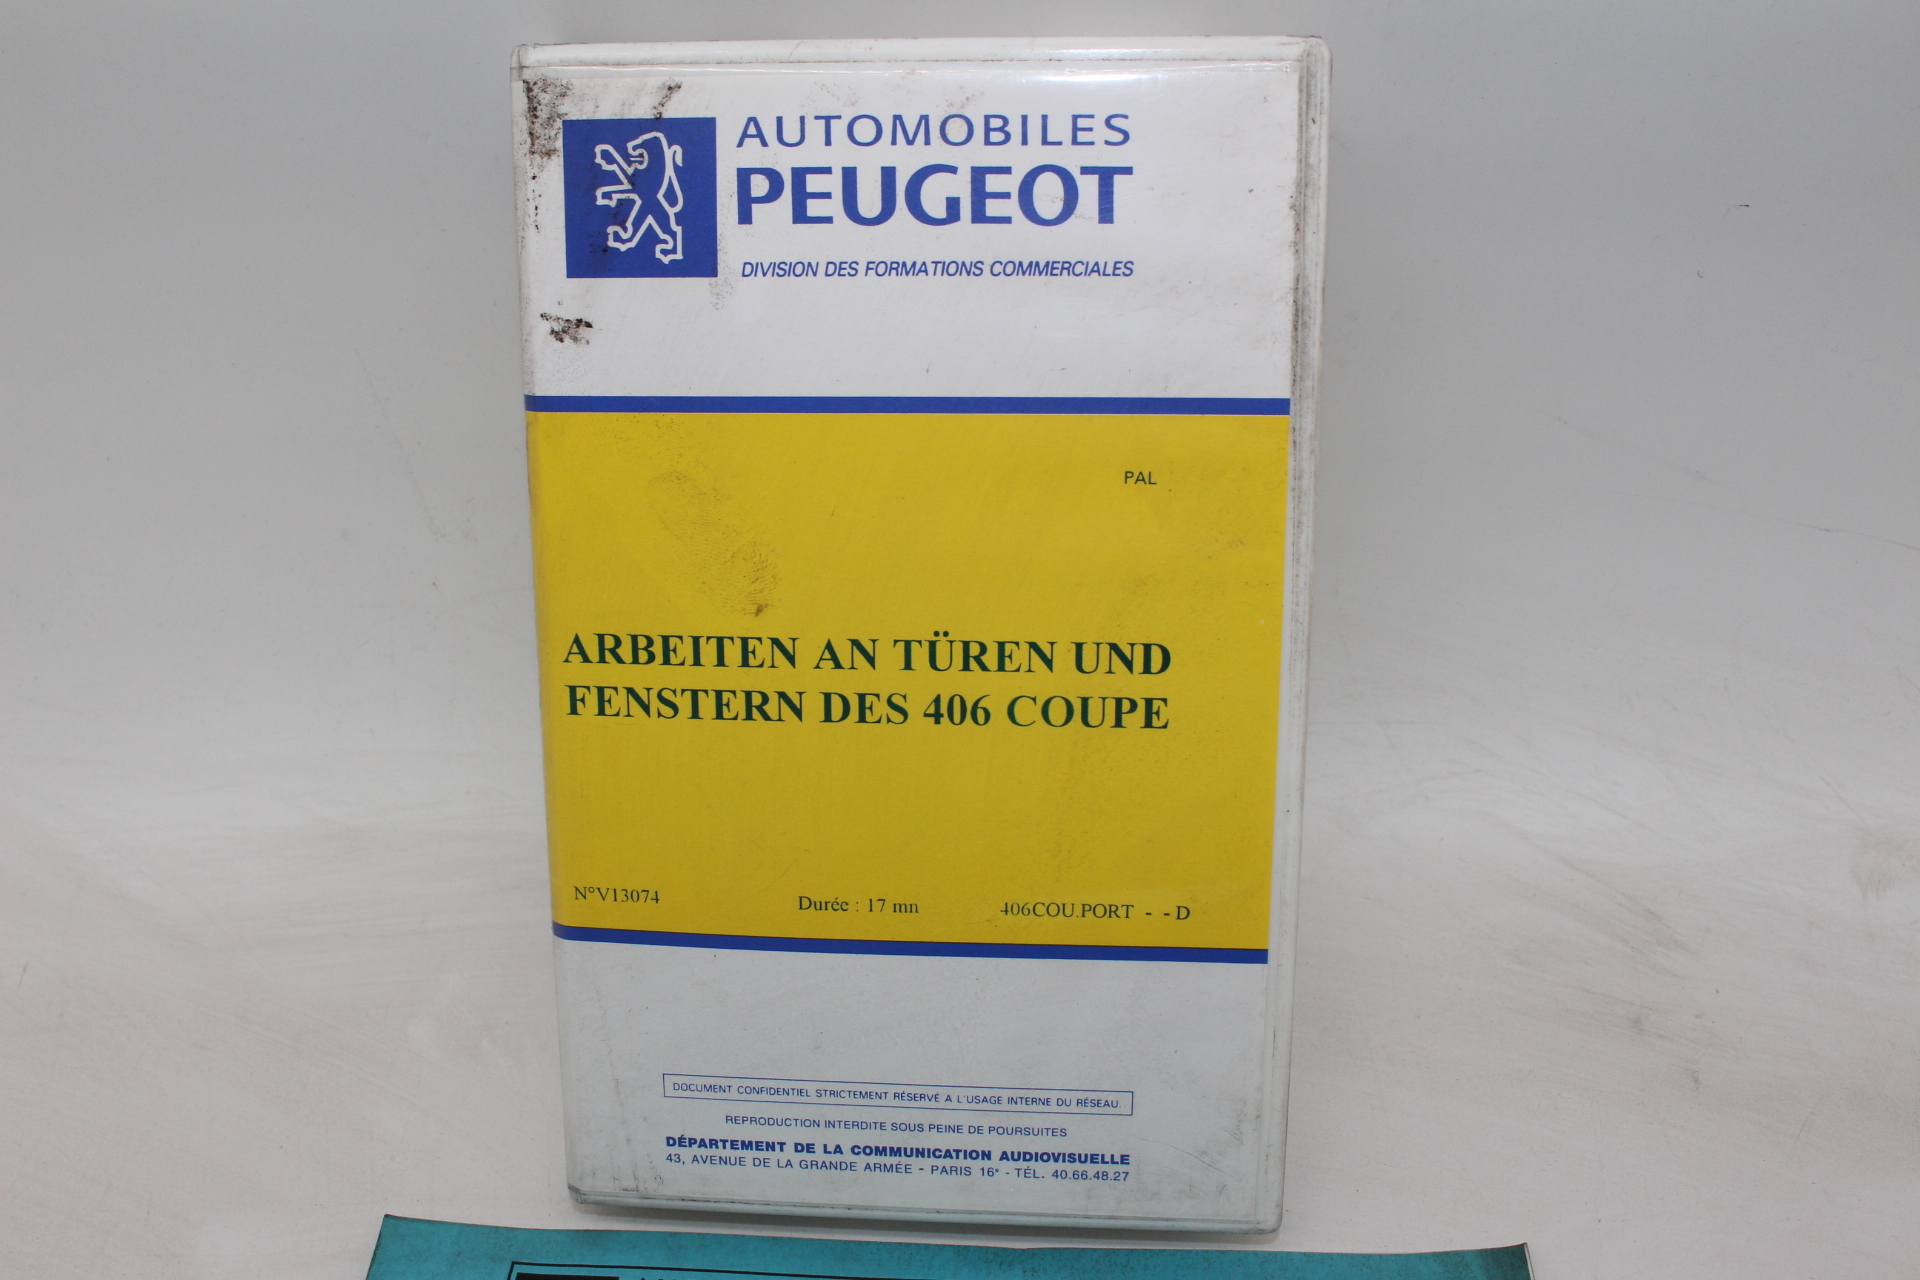 AUTOMOBILES
PEUGEOT
DIVISION DES FORMATIONS COMMERCIALES
PAL
ARBEITEN AN TÜREN UND
FENSTERN DES 406 COUPE
N°V13074 Durée : 17 mn 406COU.PORT - - D
DOCUMENT CONFIDENTIEL STRICTEMENT RÉSERVÉ A L'USAGE INTERNE DU RÉSEAU.
REPRODUCTION INTERDITE SOUS PEINE DE POURSUITES
DÉPARTEMENT DE LA COMMUNICATION AUDIOVISUELLE
43, AVENUE DE LA GRANDE ARMÉE - PARIS 16e - TÉL. 40.66.48.27